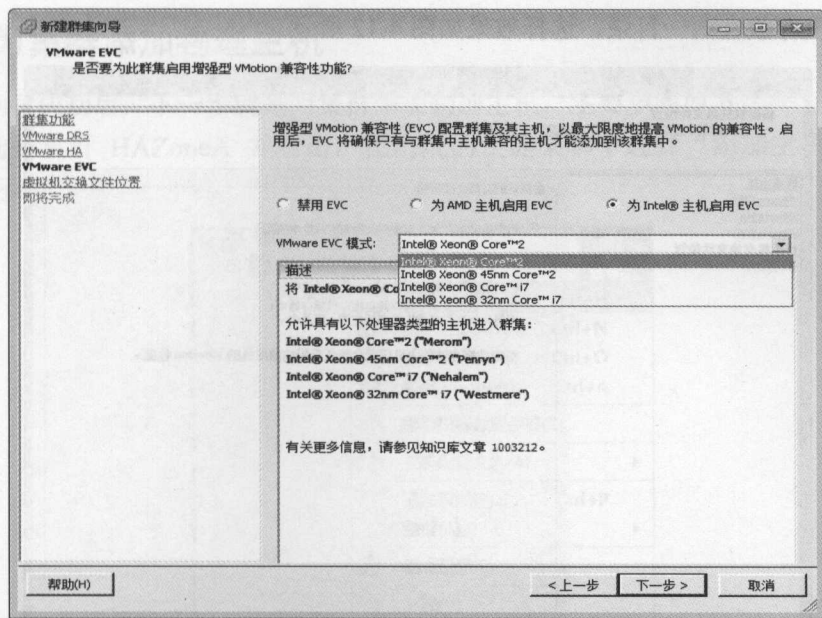 新建群集向导
VMware EVC
是否要为此群集启用增强型 VMotion 兼容性功能?
群集功能
VMware DRS
VMware HA
VMware EVC
虚拟机交换文件位置
即将完成
增强型 VMotion 兼容性 (EVC) 配置群集及其主机，以最大限度地提高 VMotion 的兼容性。启
用后，EVC 将确保只有与群集中主机兼容的主机才能添加到该群集中。
禁用 EVC
为 AMD 主机启用 EVC
为 Intel® 主机启用 EVC
VMware EVC 模式:
Intel® Xeon® Core™2
Intel® Xeon® Core™2
Intel® Xeon® 45nm Core™2
Intel® Xeon® Core™ i7
Intel® Xeon® 32nm Core™ i7
描述
将 Intel® Xeon® Co
允许具有以下处理器类型的主机进入群集:
Intel® Xeon® Core™2 ("Merom")
Intel® Xeon® 45nm Core™2 ("Penryn")
Intel® Xeon® Core™ i7 ("Nehalem")
Intel® Xeon® 32nm Core™ i7 ("Westmere")
有关更多信息，请参见知识库文章 1003212。
帮助(H)
<上一步
下一步 >
取消